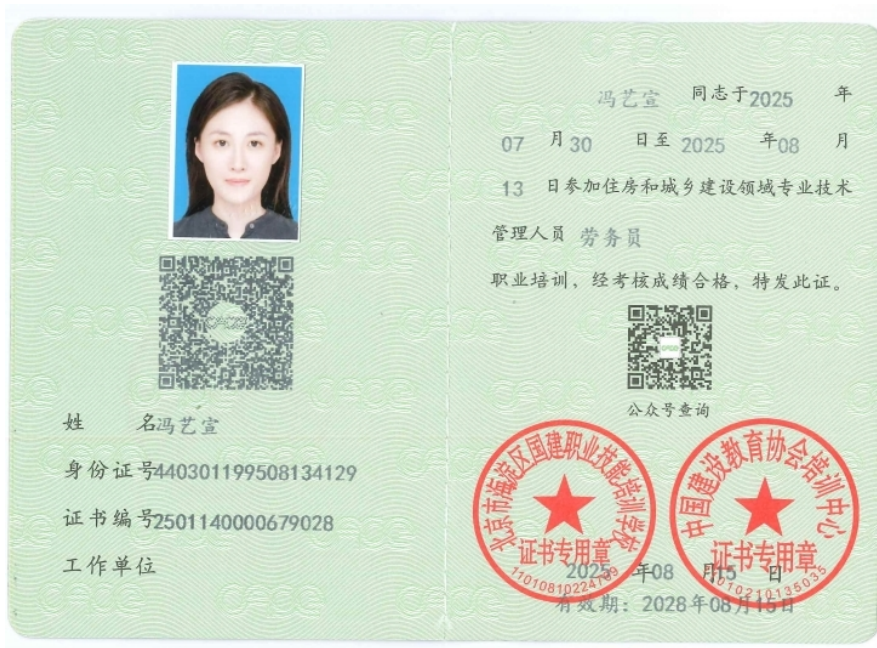 姓 名冯艺宣
身份证号440301199508134129
证书编号2501140000679028
工作单位
冯艺宣 同志于2025 年
07 月30 日至 2025 年08 月
13 日参加住房和城乡建设领域专业技术
管理人员 劳务员
职业培训，经考核成绩合格，特发此证。
公众号查询
北京市海淀区国建职业技能培训学校
证书专用章
中国建设教育协会培训中心
证书专用章
2025 年08 月15 日
有效期：2028年08月15日